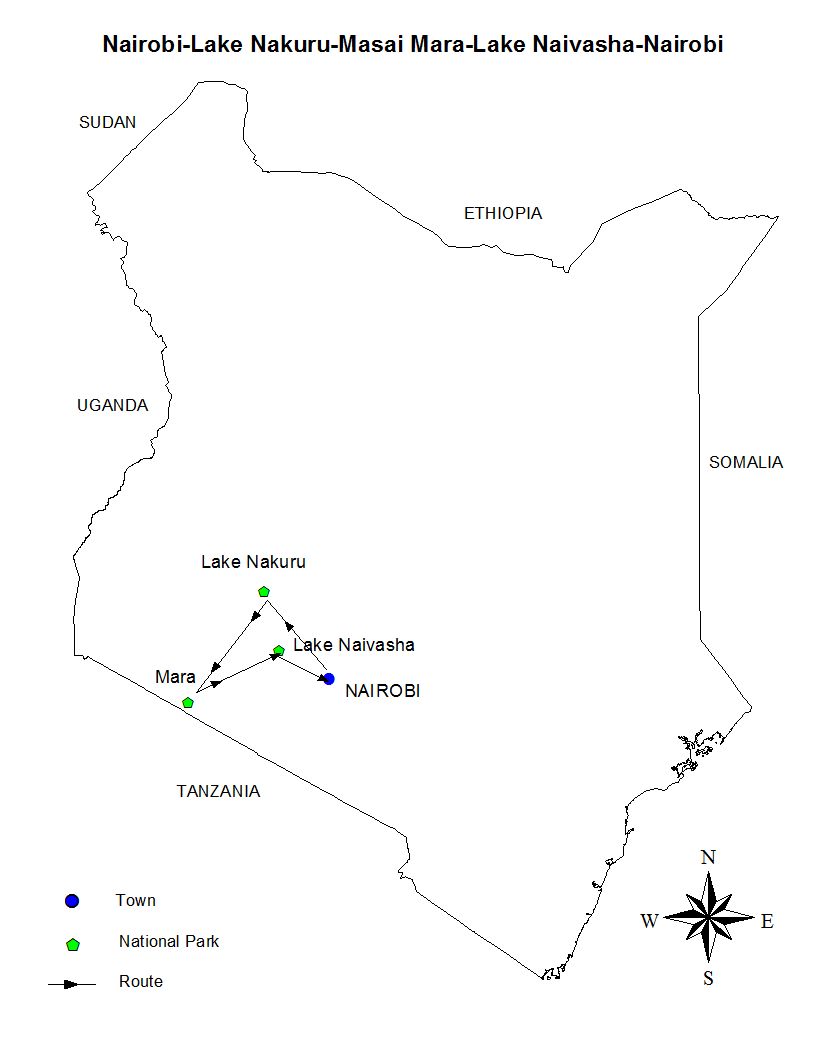 Nairobi-Lake Nakuru-Masai Mara-Lake Naivasha-Nairobi
SUDAN
ETHIOPIA
UGANDA
SOMALIA
Lake Nakuru
Lake Naivasha
Mara
NAIROBI
TANZANIA
N
W
E
S
Town
National Park
Route